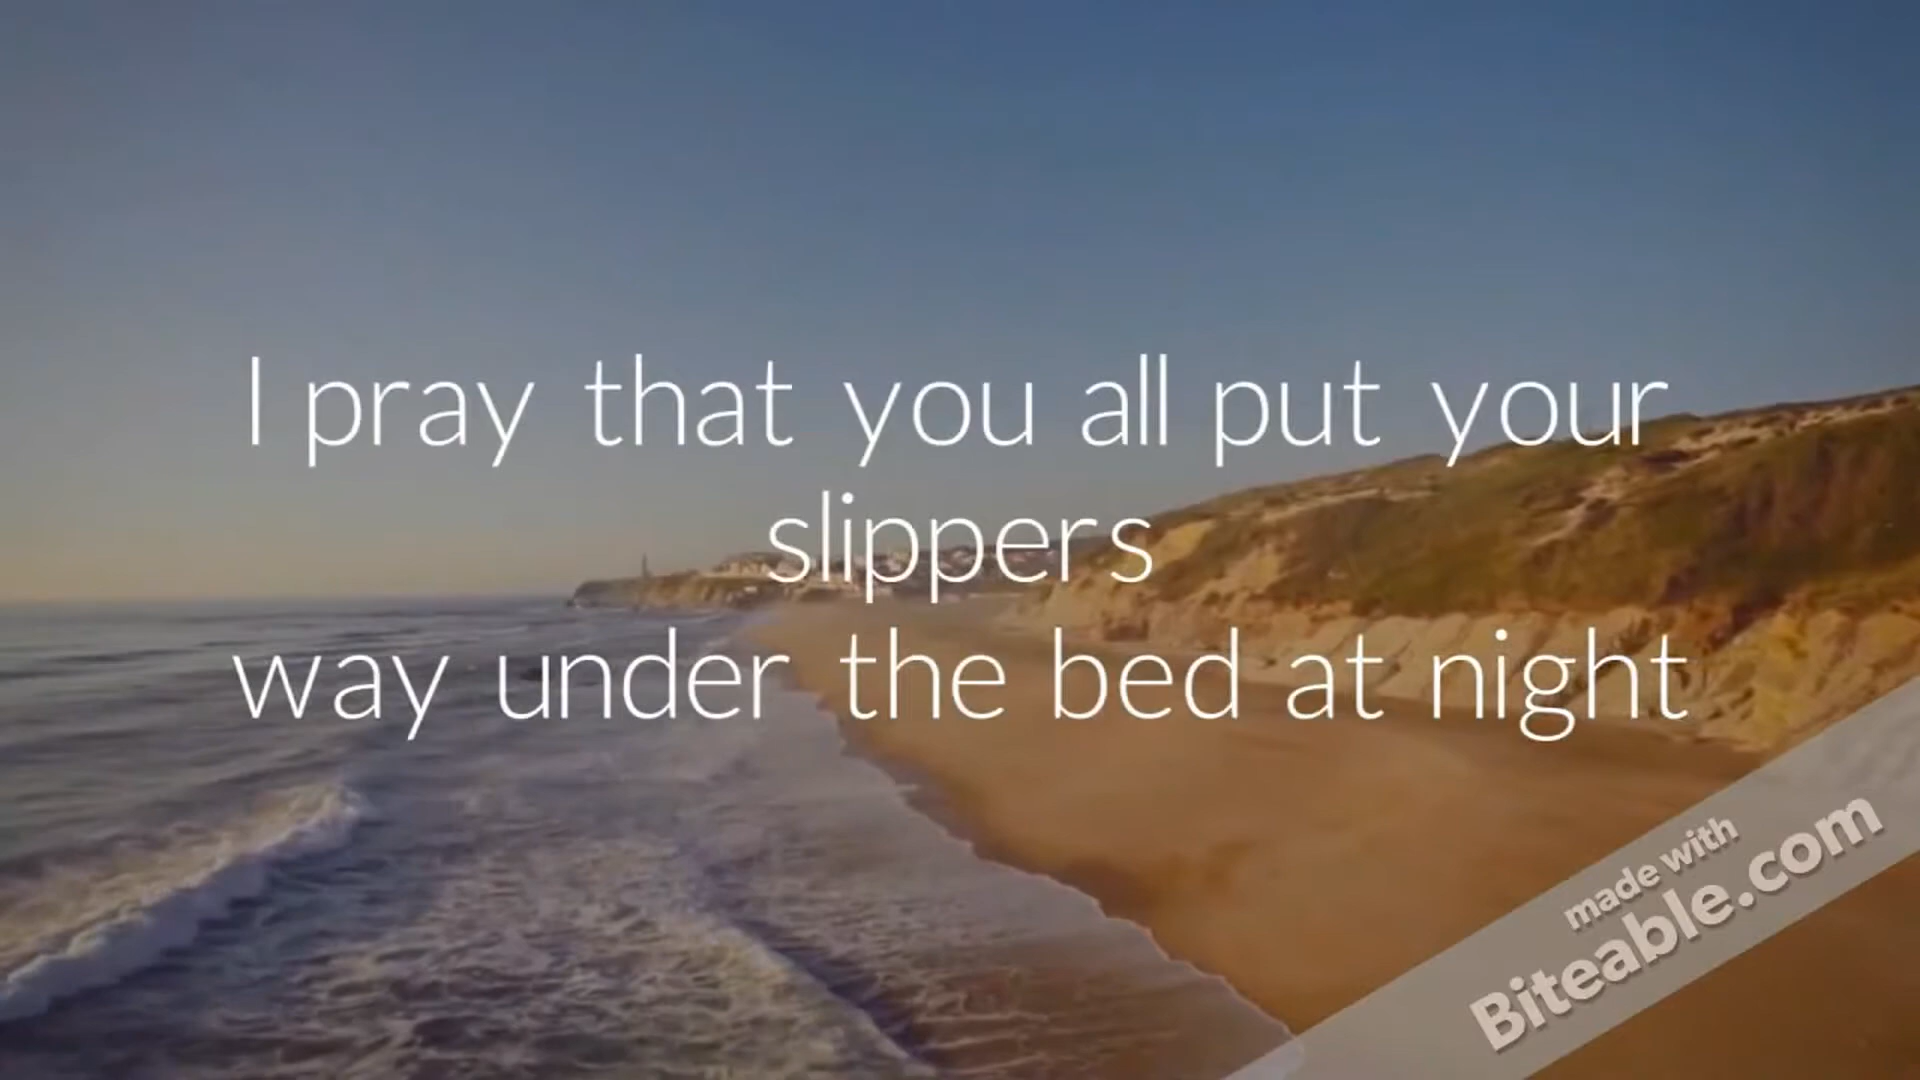 I pray that you all put your
slippers
way under the bed at night
made with
Biteable.com